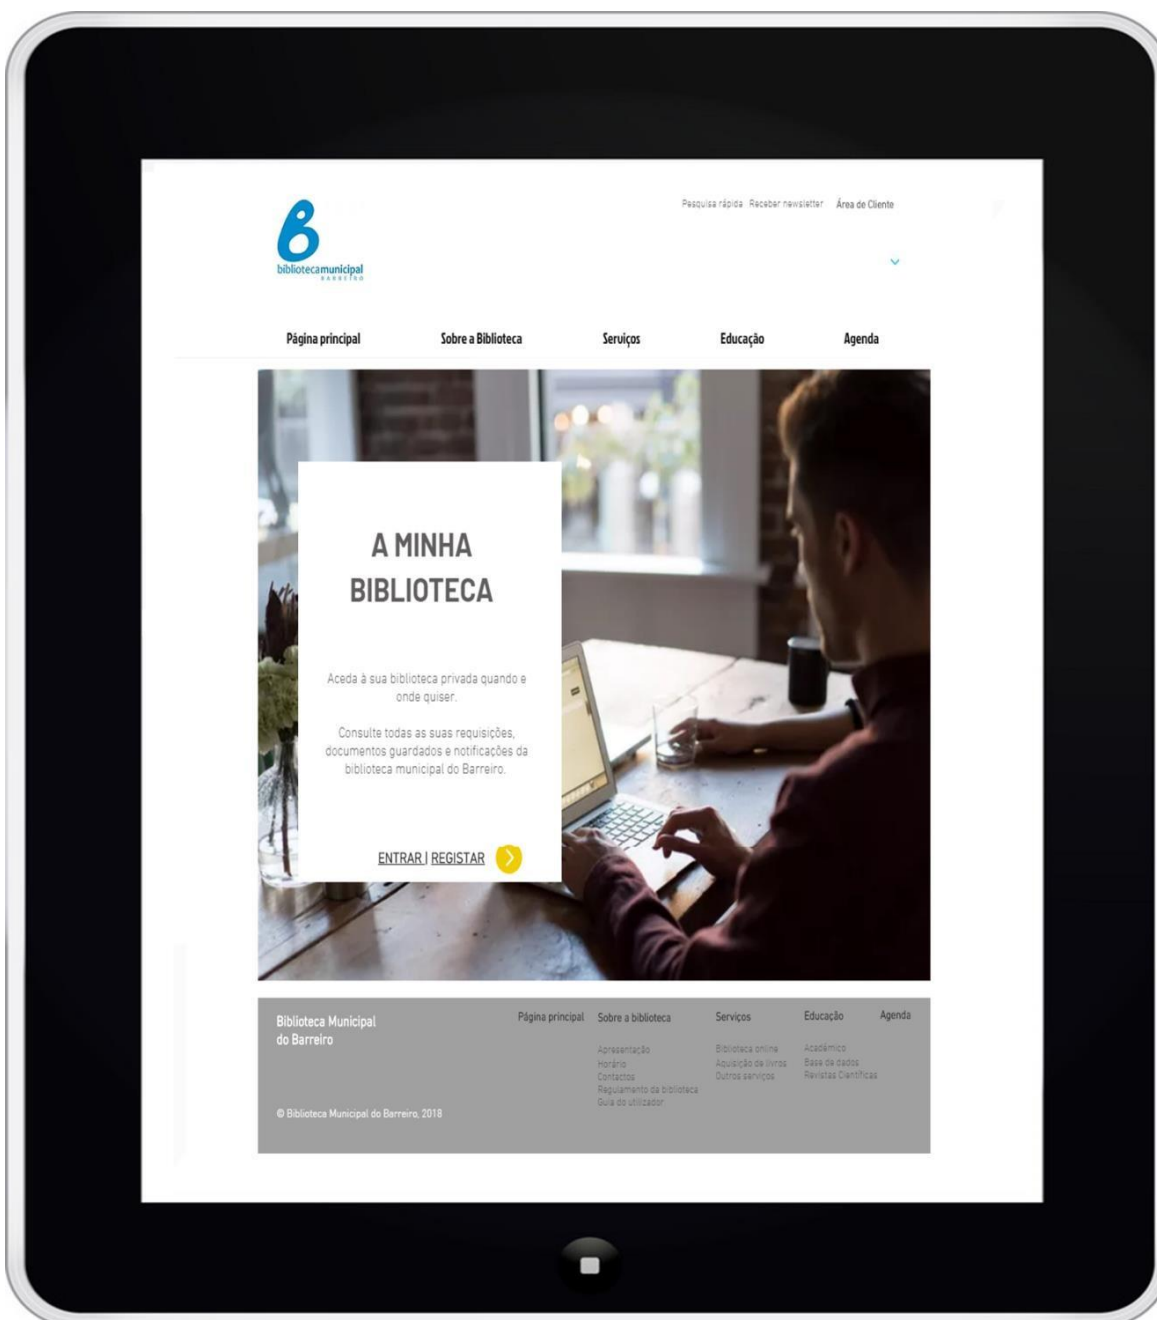 bibliotecamunicipal
BARREIRO
Pesquisa rápida Receber newsletter Área de Cliente
Página principal Sobre a Biblioteca Serviços Educação Agenda
A MINHA
BIBLIOTECA
Aceda à sua biblioteca privada quando e
onde quiser.
Consulte todas as suas requisições,
documentos guardados e notificações da
biblioteca municipal do Barreiro.
ENTRAR | REGISTAR
Biblioteca Municipal
do Barreiro
© Biblioteca Municipal do Barreiro, 2018
Página principal
Sobre a biblioteca
Apresentação
Horário
Contactos
Regulamento da biblioteca
Guia do utilizador
Serviços
Biblioteca online
Aquisição de livros
Outros serviços
Educação
Académico
Base de dados
Revistas Científicas
Agenda